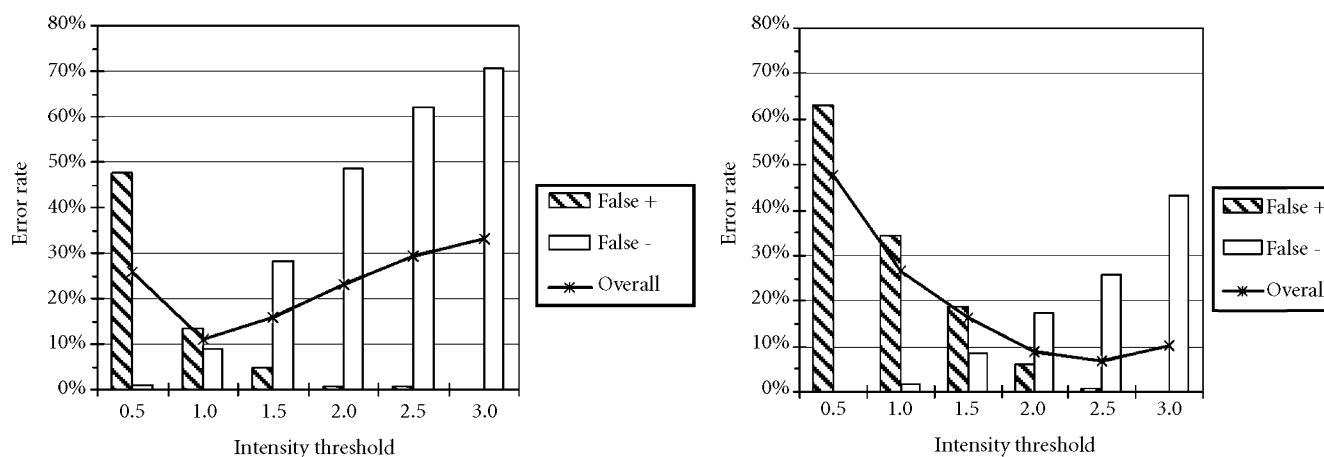 80%
70%
60%
50%
40%
30%
20%
10%
0%
Error rate
0.5 1.0 1.5 2.0 2.5 3.0
Intensity threshold
False +
False -
Overall
80%
70%
60%
50%
40%
30%
20%
10%
0%
Error rate
0.5 1.0 1.5 2.0 2.5 3.0
Intensity threshold
False +
False -
Overall